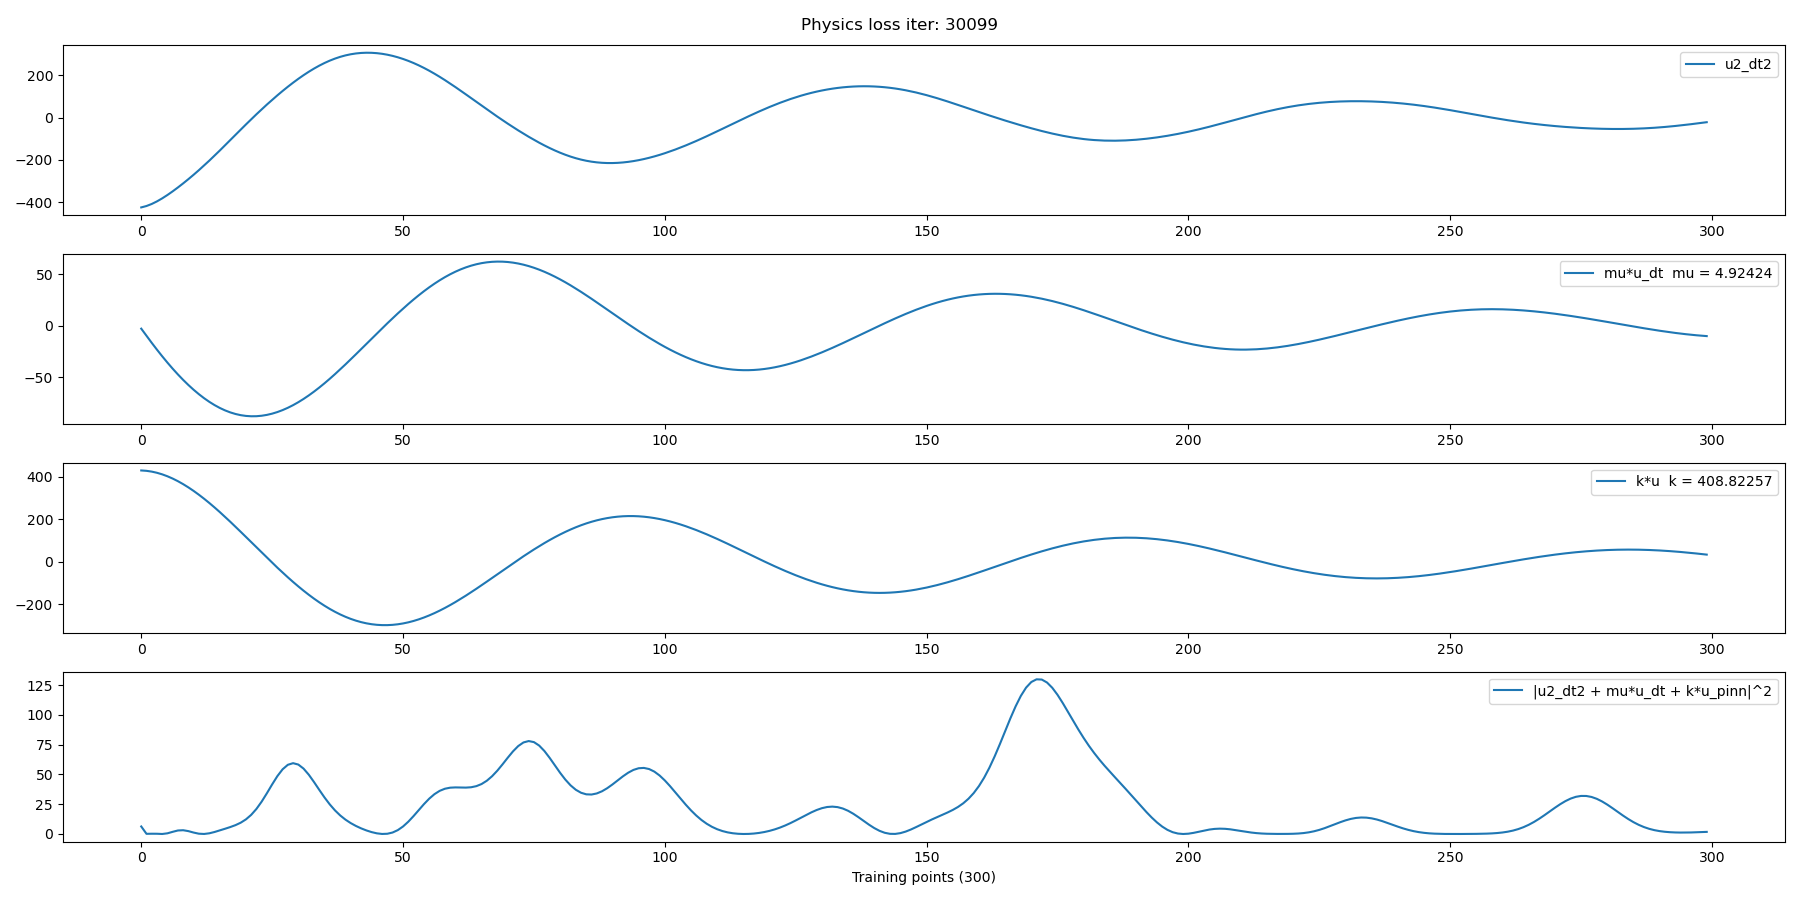 Physics loss iter: 30099
200
0
−200
−400
u2_dt2
0 50 100 150 200 250 300
50
0
−50
mu*u_dt  mu = 4.92424
0 50 100 150 200 250 300
400
200
0
−200
k*u  k = 408.82257
0 50 100 150 200 250 300
125
100
75
50
25
0
|u2_dt2 + mu*u_dt + k*u_pinn|^2
0 50 100 150 200 250 300
Training points (300)